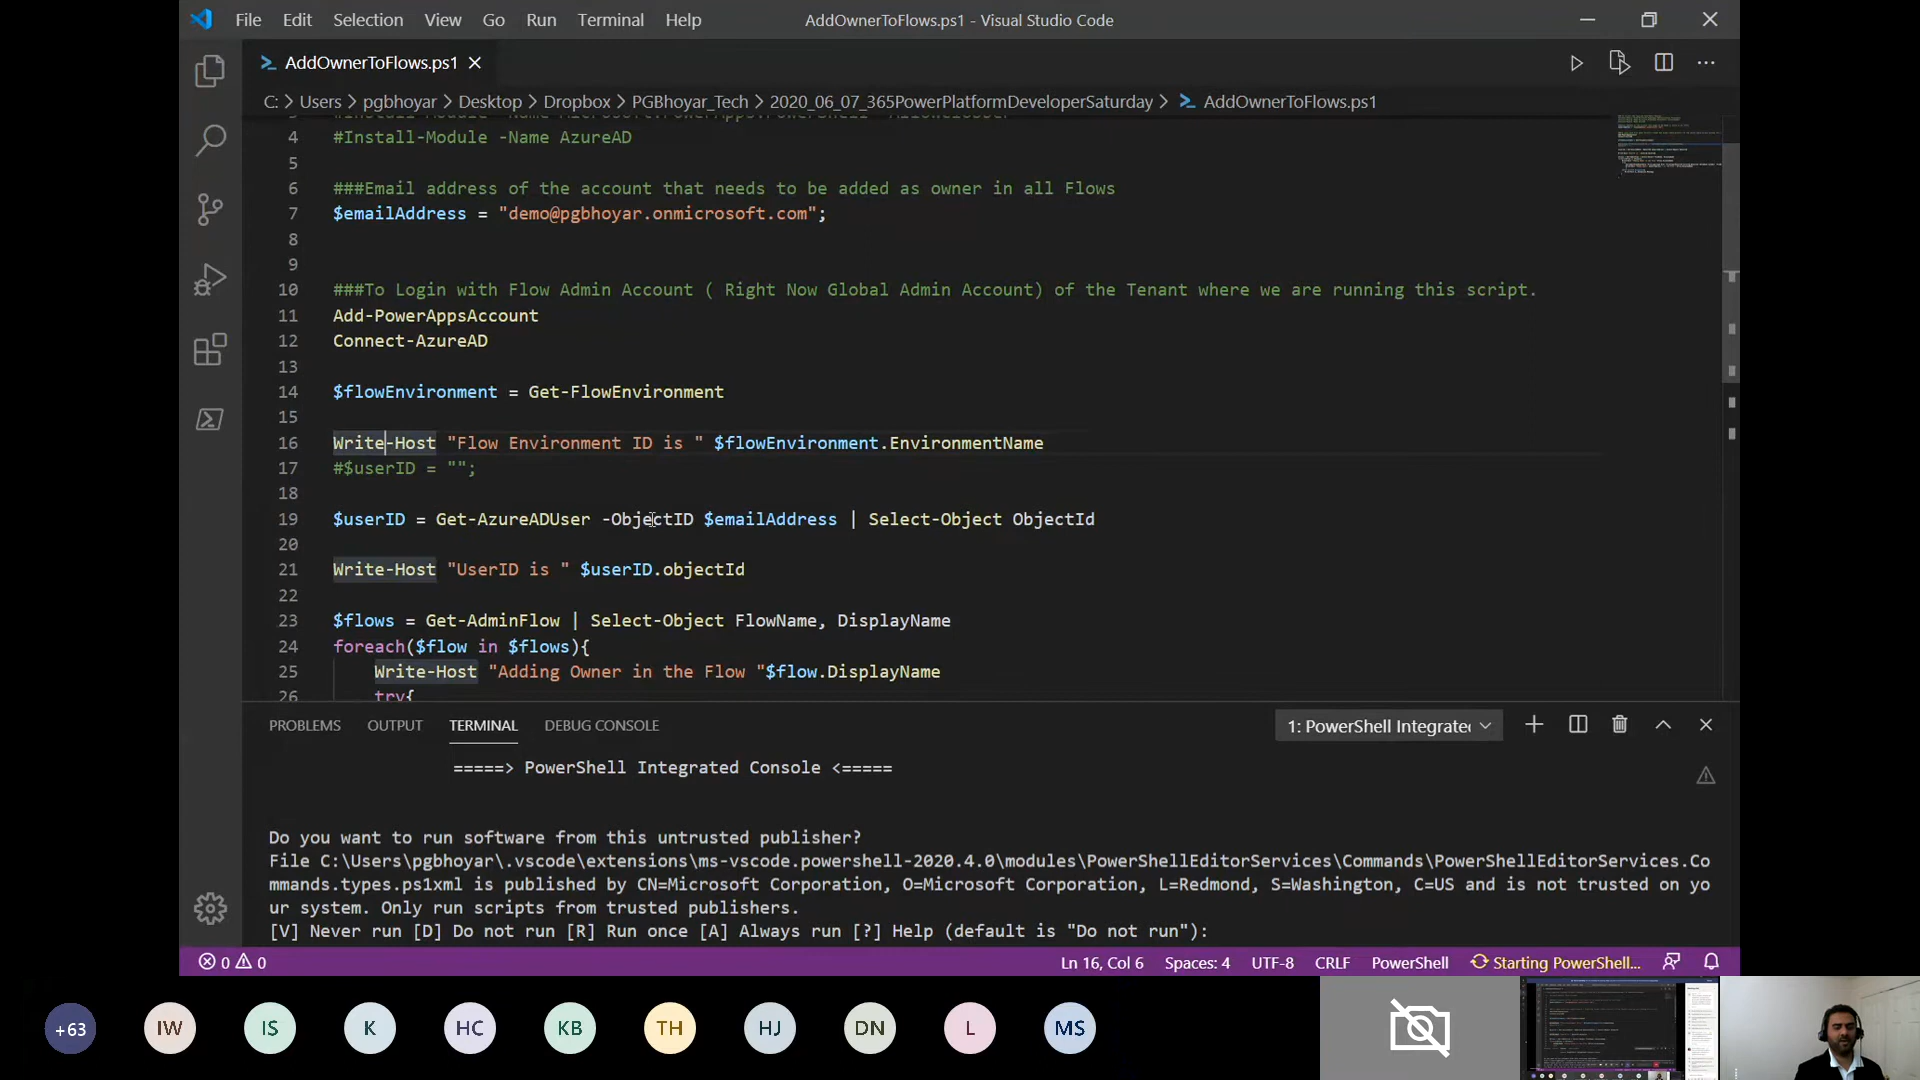 File Edit Selection View Go Run Terminal Help AddOwnerToFlows.ps1 - Visual Studio Code
AddOwnerToFlows.ps1
C: > Users > pgbhoyar > Desktop > Dropbox > PGBhoyar_Tech > 2020_06_07_365PowerPlatformDeveloperSaturday > AddOwnerToFlows.ps1
4 #Install-Module -Name AzureAD
5
6 ###Email address of the account that needs to be added as owner in all Flows
7 $emailAddress = "demo@pgbhoyar.onmicrosoft.com";
8
9
10 ###To Login with Flow Admin Account ( Right Now Global Admin Account) of the Tenant where we are running this script.
11 Add-PowerAppsAccount
12 Connect-AzureAD
13
14 $flowEnvironment = Get-FlowEnvironment
15
16 Write-Host "Flow Environment ID is " $flowEnvironment.EnvironmentName
17 #$userID = "";
18
19 $userID = Get-AzureADUser -ObjectID $emailAddress | Select-Object ObjectId
20
21 Write-Host "UserID is " $userID.objectId
22
23 $flows = Get-AdminFlow | Select-Object FlowName, DisplayName
24 foreach($flow in $flows){
25 Write-Host "Adding Owner in the Flow "$flow.DisplayName
26 try{
PROBLEMS OUTPUT TERMINAL DEBUG CONSOLE 1: PowerShell Integrated
=====> PowerShell Integrated Console <=====
Do you want to run software from this untrusted publisher?
File C:\Users\pgbhoyar\.vscode\extensions\ms-vscode.powershell-2020.4.0\modules\PowerShellEditorServices\Commands\PowerShellEditorServices.Co
mmands.types.ps1xml is published by CN=Microsoft Corporation, O=Microsoft Corporation, L=Redmond, S=Washington, C=US and is not trusted on yo
ur system. Only run scripts from trusted publishers.
[V] Never run [D] Do not run [R] Run once [A] Always run [?] Help (default is "Do not run"):
0 0 Ln 16, Col 6 Spaces: 4 UTF-8 CRLF PowerShell Starting PowerShell...
+63 IW IS K HC KB TH HJ DN L MS